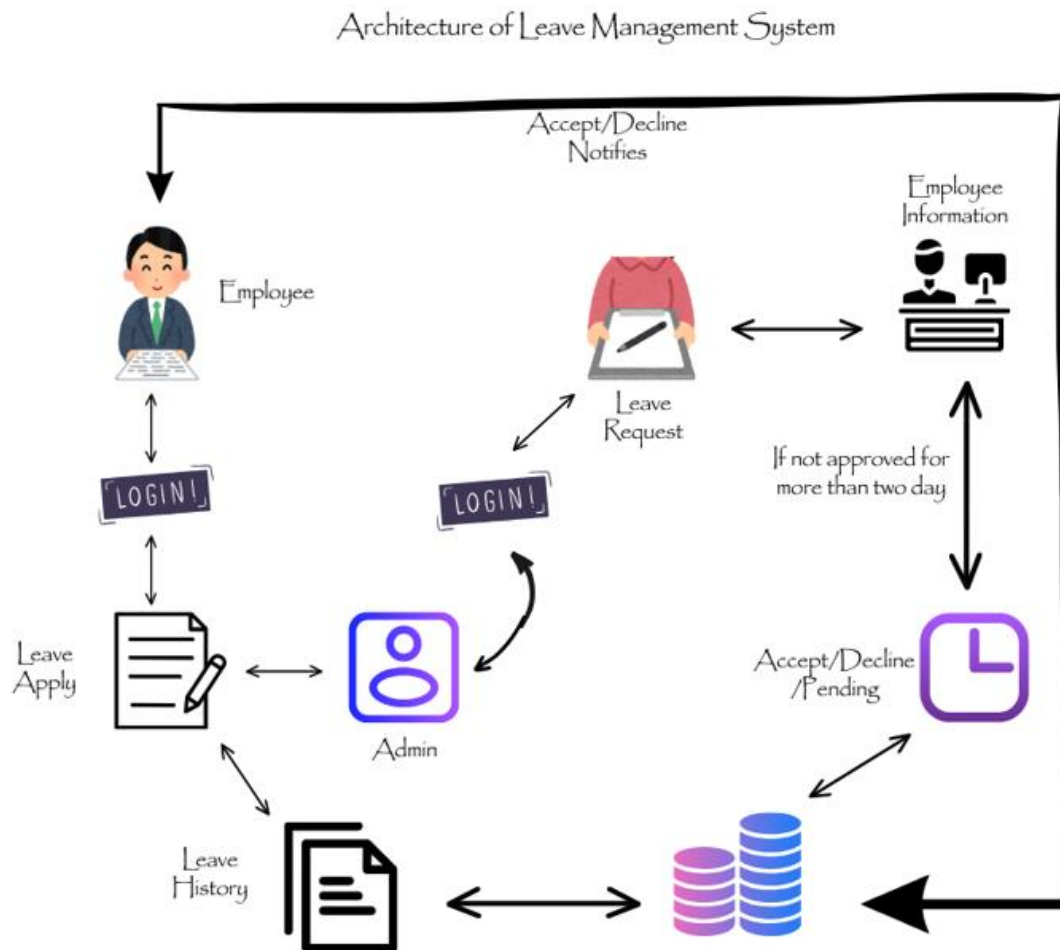 Architecture of Leave Management System
Accept/Decline
Notifies
Employee
Information
Employee
Leave
Request
If not approved for
more than two day
LOGIN!
LOGIN!
Leave
Apply
Admin
Accept/Decline
/Pending
Leave
History